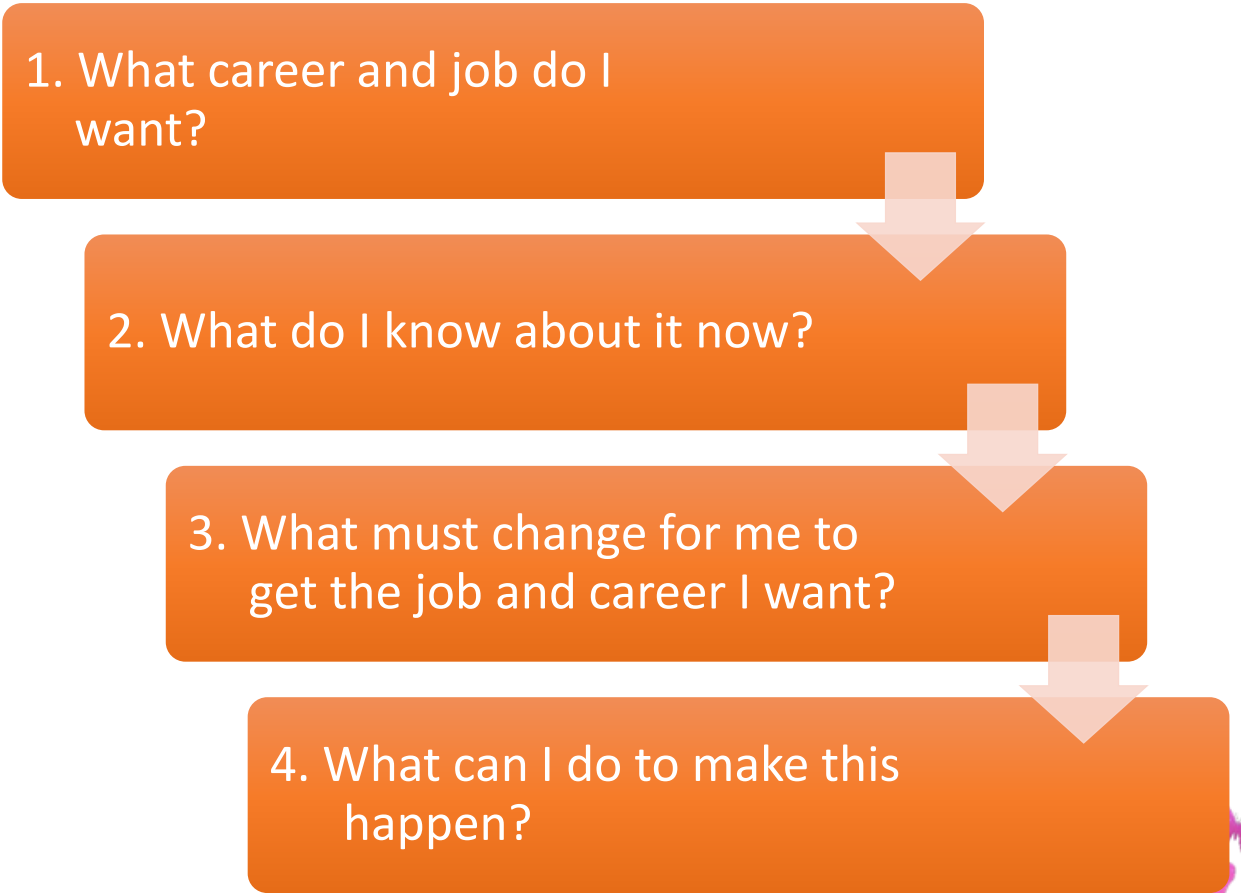 1. What career and job do I
want?
2. What do I know about it now?
3. What must change for me to
get the job and career I want?
4. What can I do to make this
happen?